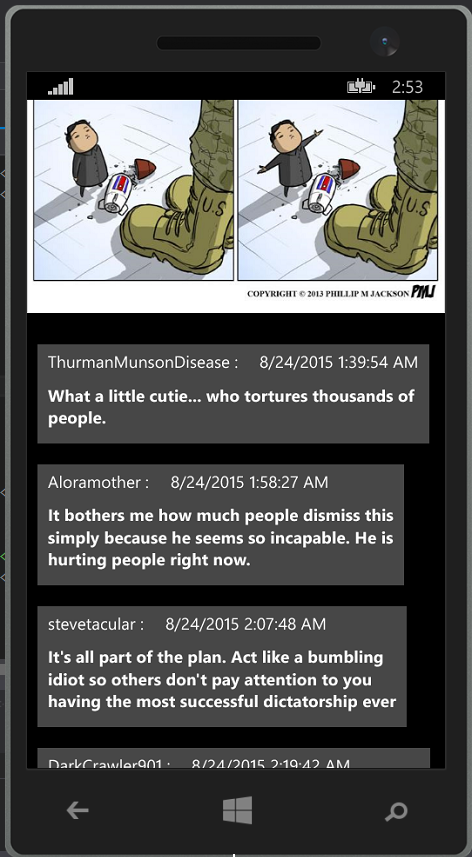 2:53
U S
U S
COPYRIGHT © 2013 PHILLIP M JACKSON PMJ
ThurmanMunsonDisease : 8/24/2015 1:39:54 AM
What a little cutie... who tortures thousands of
people.
Aloramother : 8/24/2015 1:58:27 AM
It bothers me how much people dismiss this
simply because he seems so incapable. He is
hurting people right now.
stevetacular : 8/24/2015 2:07:48 AM
It's all part of the plan. Act like a bumbling
idiot so others don't pay attention to you
having the most successful dictatorship ever
DarkCrawler901 : 8/24/2015 2:19:42 AM